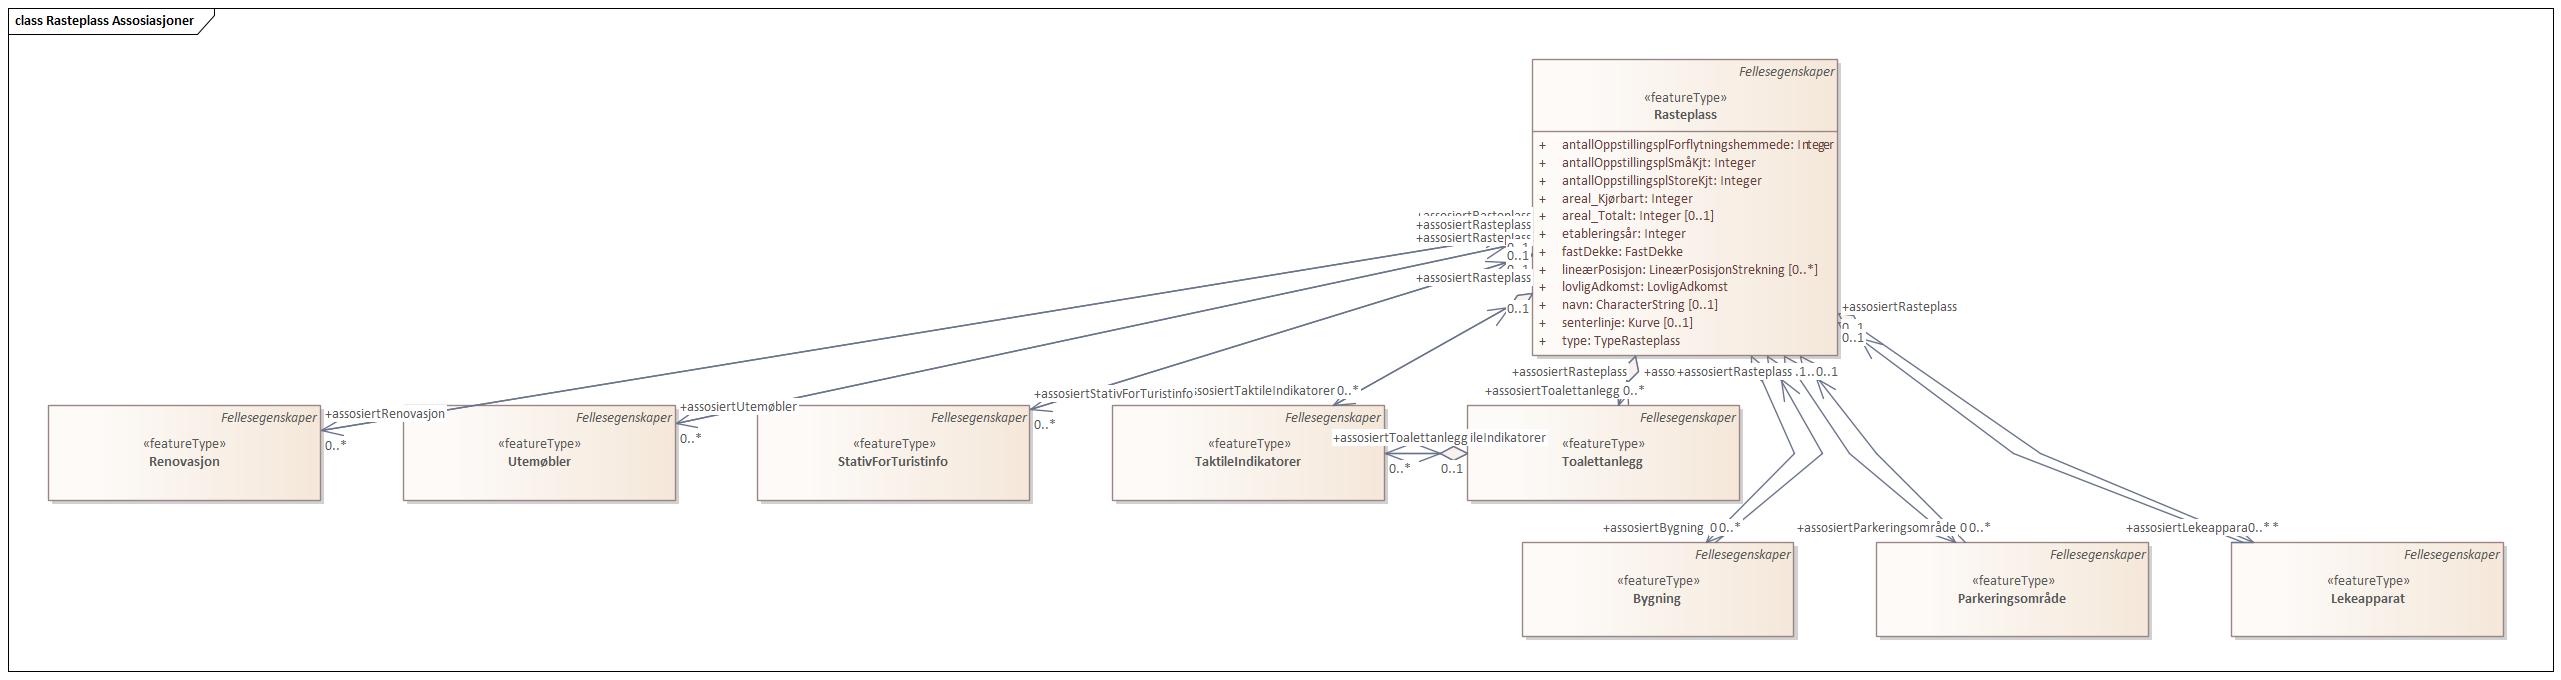 class Rasteplass Assosiasjoner
Fellesegenskaper
«featureType»
Rasteplass
+ antallOppstillingsplForflytningshemmede: Integer
+ antallOppstillingsplSmåKjt: Integer
+ antallOppstillingsplStoreKjt: Integer
+ areal_Kjørbart: Integer
+ areal_Totalt: Integer [0..1]
+ etableringsår: Integer
+ fastDekke: FastDekke
+ lineærPosisjon: LineærPosisjonStrekning [0..*]
+ lovligAdkomst: LovligAdkomst
+ navn: CharacterString [0..1]
+ senterlinje: Kurve [0..1]
+ type: TypeRasteplass
+assosiertRasteplass
+assosiertRasteplass
+assosiertRasteplass
0..1
0..1
+assosiertRasteplass
0..1
+assosiertRasteplass
0..1
0..1
+assosiertRasteplass
+asso
+assosiertRasteplass
.1..0..1
+assosiertRenovasjon
0..*
+assosiertUtemøbler
0..*
+assosiertStativForTuristinfo
0..*
sosiertTaktileIndikatorer 0..*
+assosiertToalettanlegg 0..*
Fellesegenskaper
«featureType»
Renovasjon
Fellesegenskaper
«featureType»
Utemøbler
Fellesegenskaper
«featureType»
StativForTuristinfo
Fellesegenskaper
«featureType»
TaktileIndikatorer
+assosiertToalettanlegg
ileIndikatorer
0..*
0..1
Fellesegenskaper
«featureType»
Toalettanlegg
+assosiertBygning 0 0..*
+assosiertParkeringsområde 0 0..*
+assosiertLekeappara 0..* *
Fellesegenskaper
«featureType»
Bygning
Fellesegenskaper
«featureType»
Parkeringsområde
Fellesegenskaper
«featureType»
Lekeapparat